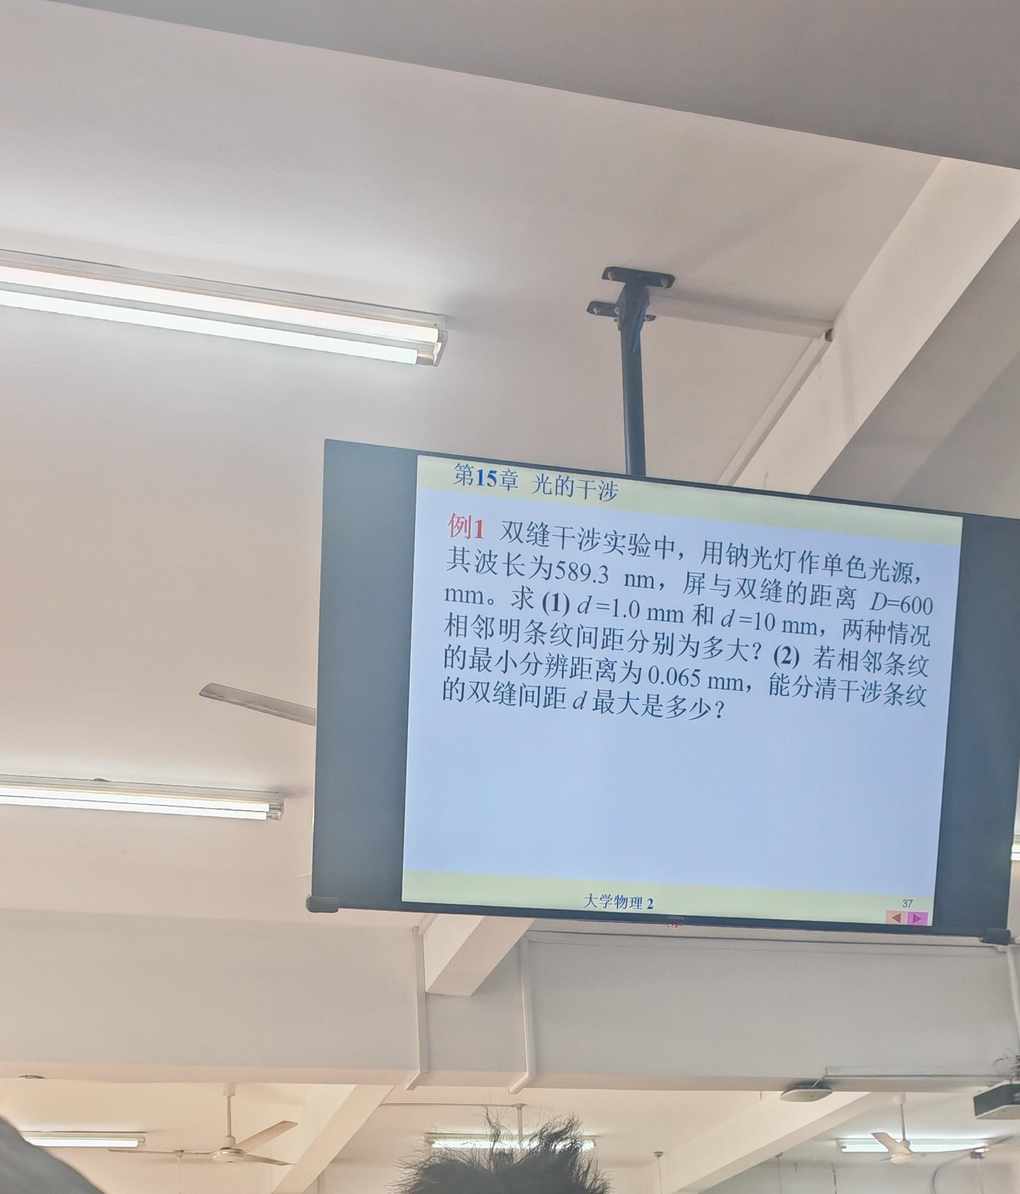 第15章 光的干涉
例1 双缝干涉实验中，用钠光灯作单色光源，
其波长为589.3 nm，屏与双缝的距离 D=600
mm。求 (1) d =1.0 mm 和 d =10 mm，两种情况
相邻明条纹间距分别为多大？(2) 若相邻条纹
的最小分辨距离为 0.065 mm，能分清干涉条纹
的双缝间距 d 最大是多少？
大学物理 2
37